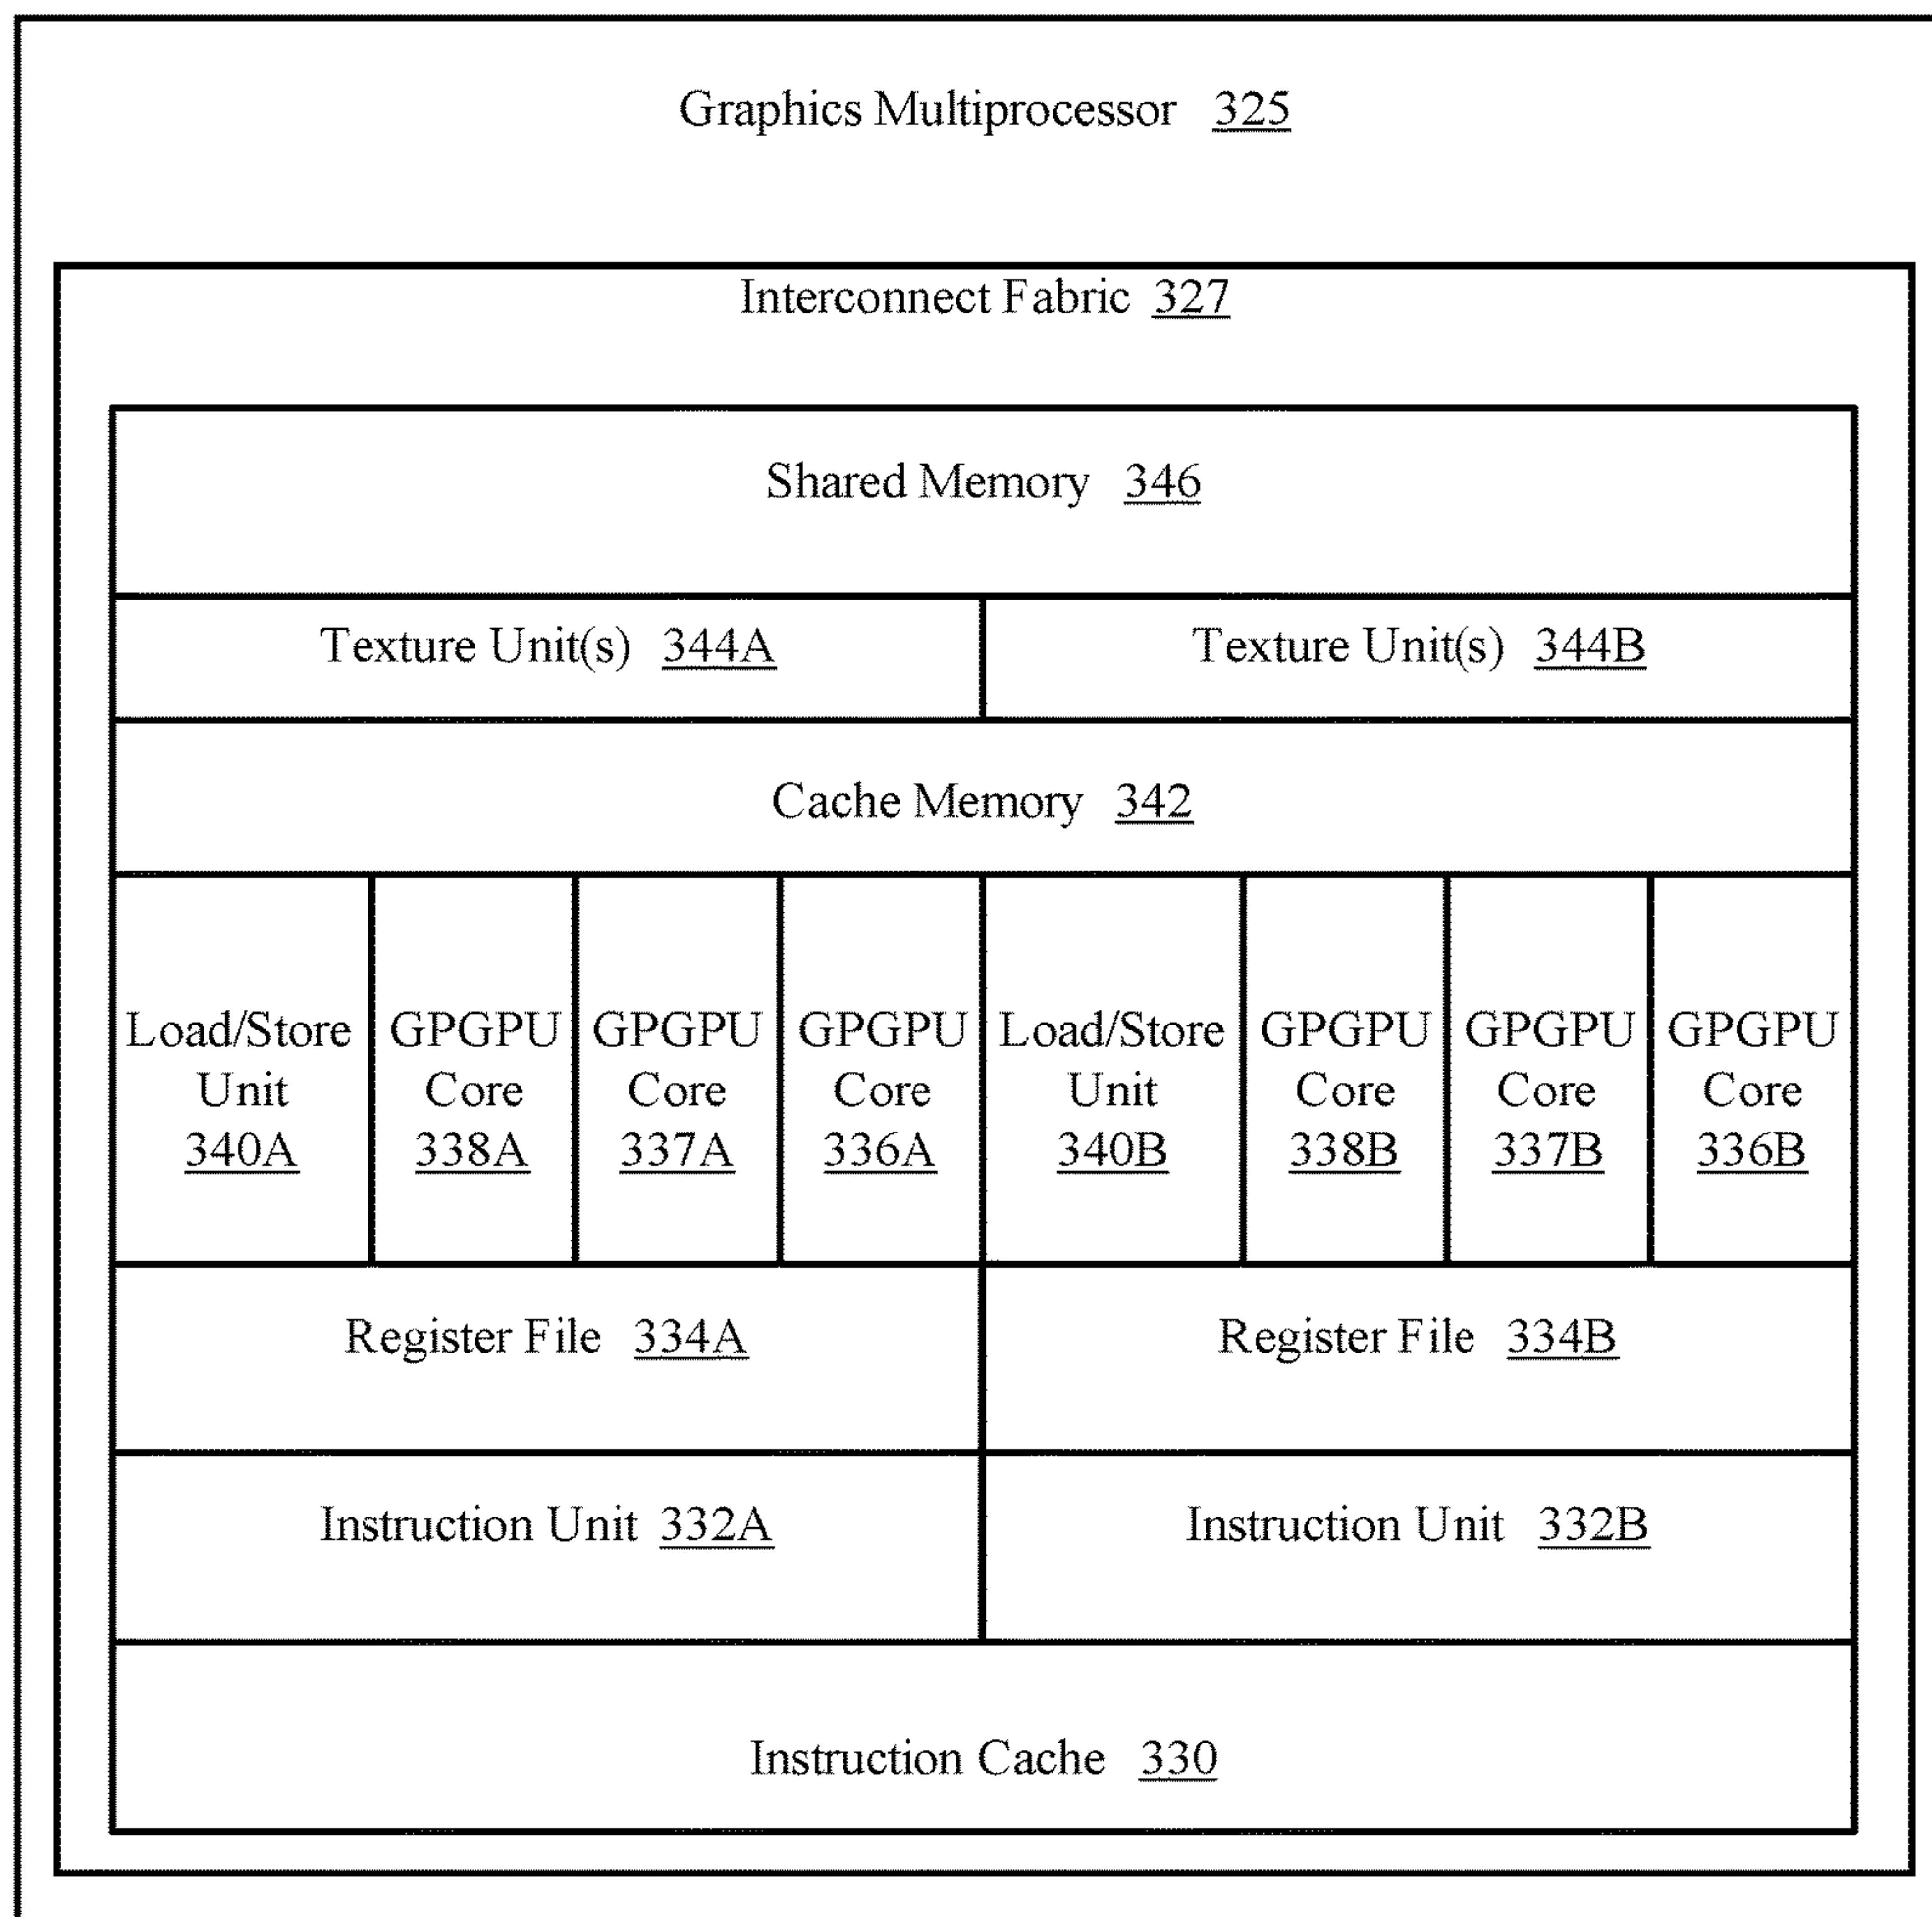 Graphics Multiprocessor 325
Interconnect Fabric 327
Shared Memory 346
Texture Unit(s) 344A
Texture Unit(s) 344B
Cache Memory 342
Load/Store
Unit
340A
GPGPU
Core
338A
GPGPU
Core
337A
GPGPU
Core
336A
Load/Store
Unit
340B
GPGPU
Core
338B
GPGPU
Core
337B
GPGPU
Core
336B
Register File 334A
Register File 334B
Instruction Unit 332A
Instruction Unit 332B
Instruction Cache 330